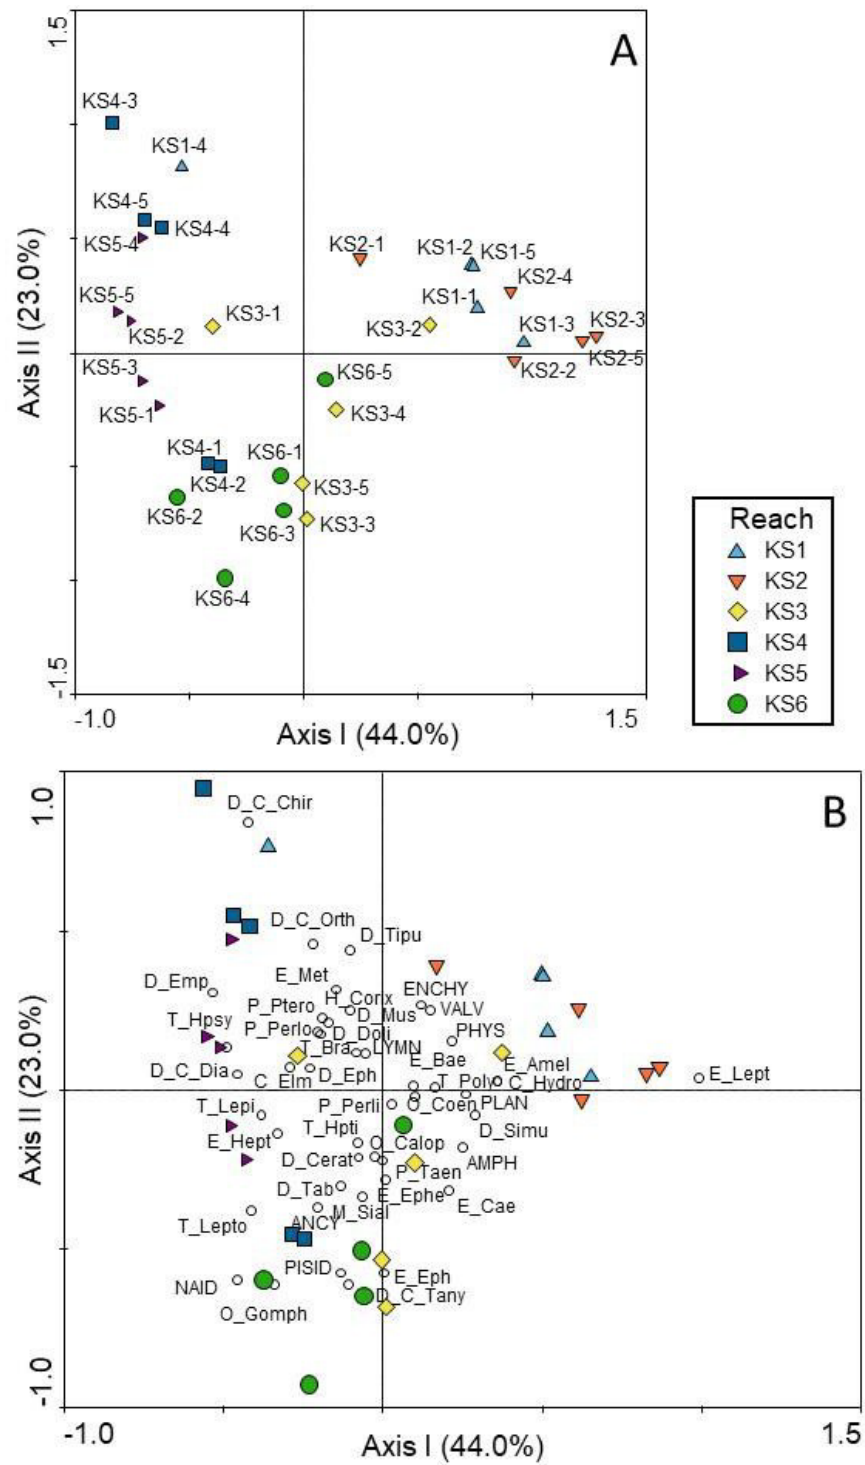 1.5
A
KS4-3
KS1-4
KS4-5
KS4-4
KS5-4
KS2-1
KS1-2
KS1-5
KS2-4
KS5-5
KS1-1
KS3-1
KS5-2
KS3-2
KS1-3
KS2-3
KS2-5
KS5-3
KS6-5
KS2-2
KS5-1
KS3-4
KS4-1
KS6-1
KS4-2
KS3-5
KS6-2
KS6-3
KS3-3
KS6-4
Axis II (23.0%)
-1.5
-1.0
1.5
Axis I (44.0%)
Reach
KS1
KS2
KS3
KS4
KS5
KS6
1.0
B
D_C_Chir
D_C_Orth
D_Tipu
D_Emp
E_Met
ENCHY
H_Corix
P_Ptero
D_Mus
VALV
T_Hpsy
P_Perlo
D_Doli
PHYS
T_Bra
LYMN
E_Bae
E_Amel
D_C_Dia
C_Elm
D_Eph
T_Poly
C_Hydro
E_Lept
T_Lepi
P_Perli
O_Coen
PLAN
E_Hept
T_Hpti
D_Simu
O_Calop
D_Cerat
P_Taen
AMPH
D_Tab
E_Ephe
E_Cae
T_Lepto
ANCY
M_Sial
PISID
E_Eph
NAID
D_C_Tany
O_Gomph
Axis II (23.0%)
-1.0
-1.0
1.5
Axis I (44.0%)